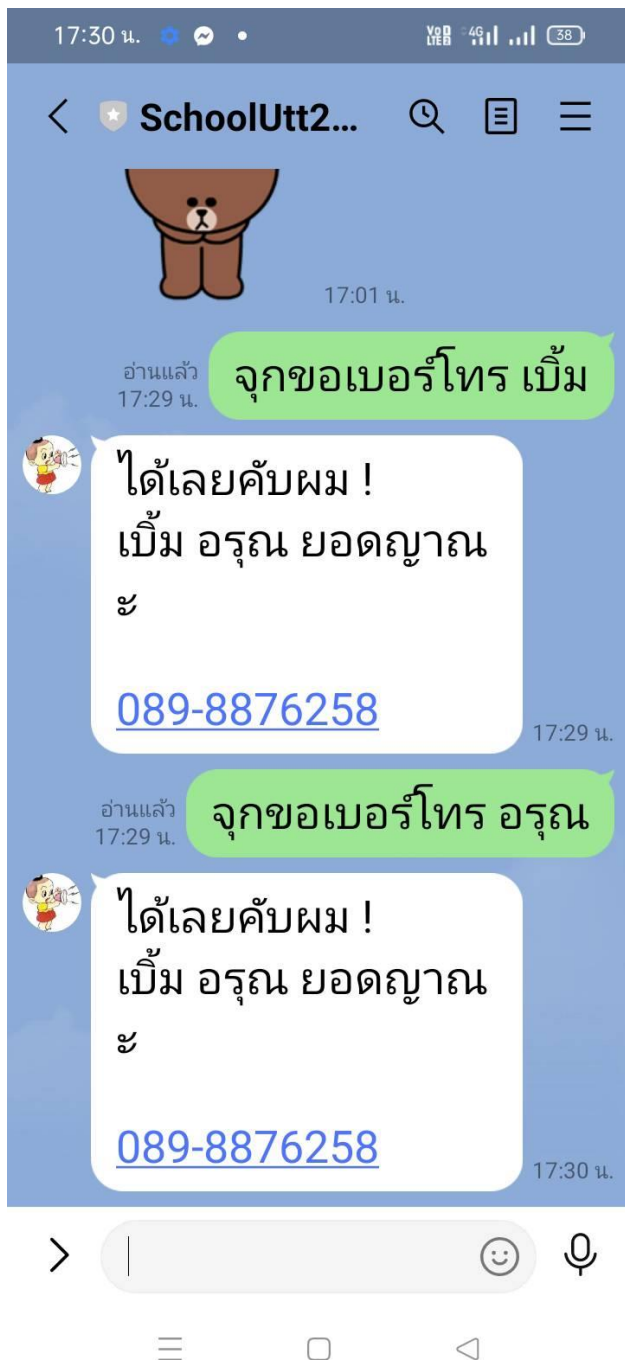 17:30 น.
Vo LTE 4G 38
SchoolUtt2...
17:01 น.
อ่านแล้ว
17:29 น.
จุกขอเบอร์โทร เบิ้ม
ได้เลยคับผม !
เบิ้ม อรุณ ยอดญาณ
ะ
089-8876258
17:29 น.
อ่านแล้ว
17:29 น.
จุกขอเบอร์โทร อรุณ
ได้เลยคับผม !
เบิ้ม อรุณ ยอดญาณ
ะ
089-8876258
17:30 น.